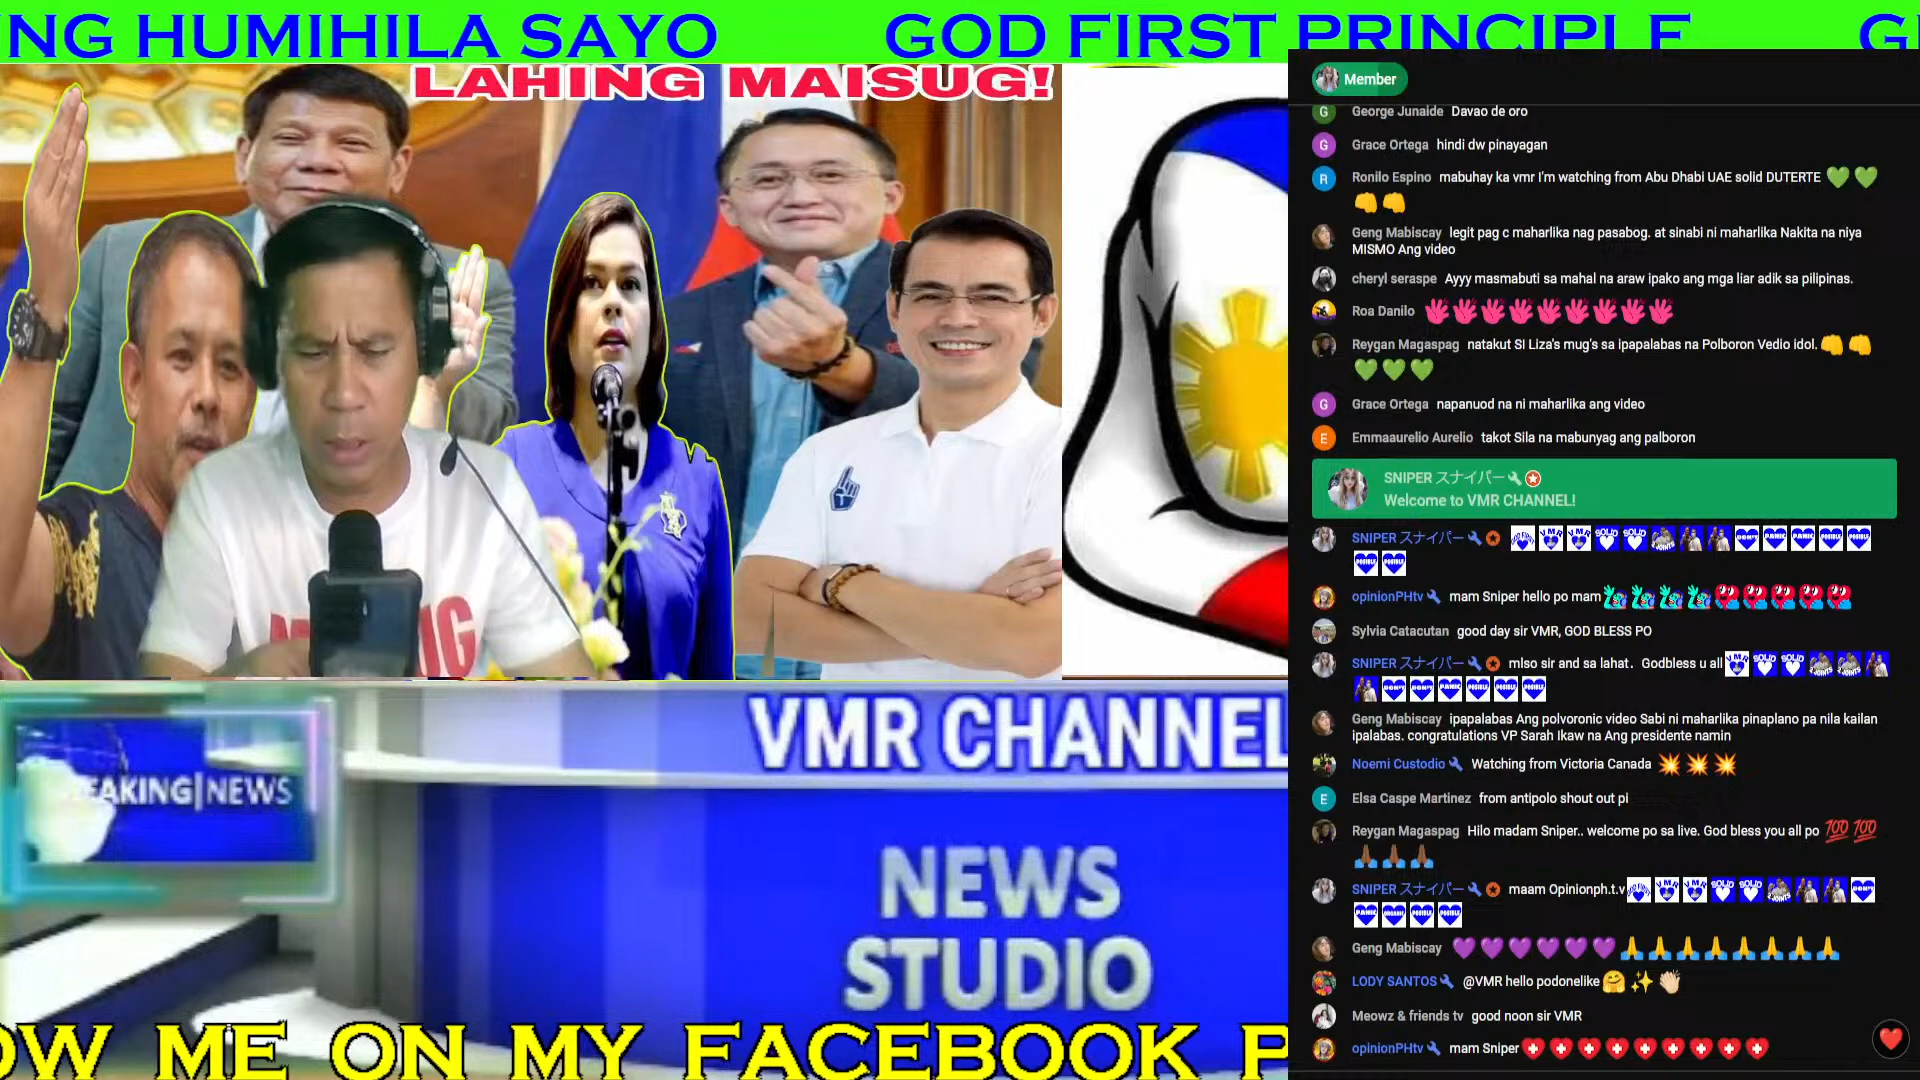 NG HUMIHILA SAYO GOD FIRST PRINCIPLE G
LAHING MAISUG!
VMR CHANNEL
EAKING|NEWS
NEWS
STUDIO
OW ME ON MY FACEBOOK P
Member
George Junaide Davao de oro
Grace Ortega hindi dw pinayagan
Ronilo Espino mabuhay ka vmr I'm watching from Abu Dhabi UAE solid DUTERTE 💚💚
👊👊
Geng Mabiscay legit pag c maharlika nag pasabog. at sinabi ni maharlika Nakita na niya
MISMO Ang video
cheryl seraspe Ayyy masmabuti sa mahal na araw ipako ang mga liar adik sa pilipinas.
Roa Danilo
Reygan Magaspag natakut SI Liza's mug's sa ipapalabas na Polboron Vedio idol. 👊👊
💚💚💚
Grace Ortega napanuod na ni maharlika ang video
Emmaaurelio Aurelio takot Sila na mabunyag ang palboron
SNIPER スナイパー
Welcome to VMR CHANNEL!
SNIPER スナイパー
opinionPHtv mam Sniper hello po mam
Sylvia Catacutan good day sir VMR, GOD BLESS PO
SNIPER スナイパー mlso sir and sa lahat. Godbless u all
Geng Mabiscay ipapalabas Ang polvoronic video Sabi ni maharlika pinaplano pa nila kailan
ipalabas. congratulations VP Sarah Ikaw na Ang presidente namin
Noemi Custodio Watching from Victoria Canada 💥💥💥
Elsa Caspe Martinez from antipolo shout out pi
Reygan Magaspag Hilo madam Sniper.. welcome po sa live. God bless you all po 💯💯
🙏🏾🙏🏾🙏🏾
SNIPER スナイパー maam Opinionph.t.v
Geng Mabiscay 💜💜💜💜💜💜🙏🙏🙏🙏🙏🙏🙏🙏
LODY SANTOS @VMR hello podonelike 🤗✨👏🏻
Meowz & friends tv good noon sir VMR
opinionPHtv mam Sniper